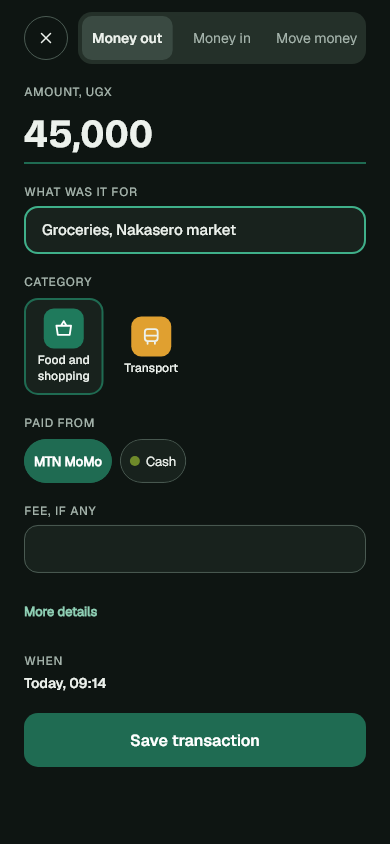 Money out
Money in
Move money
AMOUNT, UGX
45,000
WHAT WAS IT FOR
Groceries, Nakasero market
CATEGORY
Food and
shopping
Transport
PAID FROM
MTN MoMo
Cash
FEE, IF ANY
More details
WHEN
Today, 09:14
Save transaction